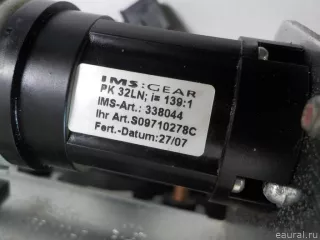 IMS:GEAR
PK 32LN; i= 139:1
IMS-Art.: 338044
Ihr Art.S09710278C
Fert.-Datum:27/07
eaural.ru